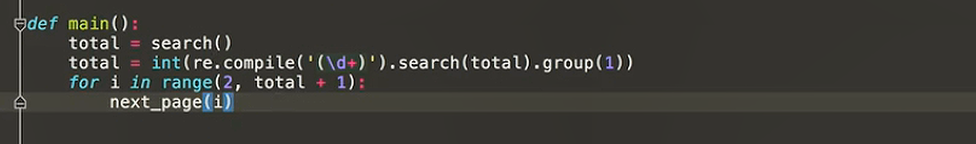 def main():
    total = search()
    total = int(re.compile('(\d+)').search(total).group(1))
    for i in range(2, total + 1):
        next_page(i)